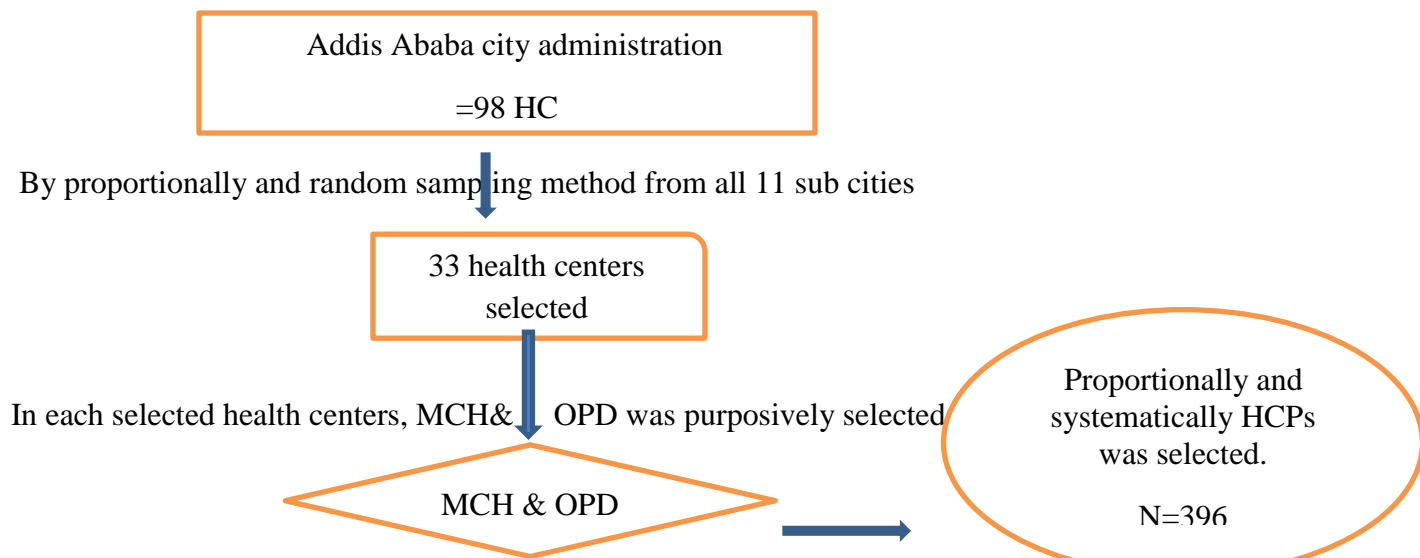 Addis Ababa city administration
=98 HC
By proportionally and random sampling method from all 11 sub cities
33 health centers
selected
In each selected health centers, MCH& OPD was purposively selected
MCH & OPD
Proportionally and
systematically HCPs
was selected.
N=396